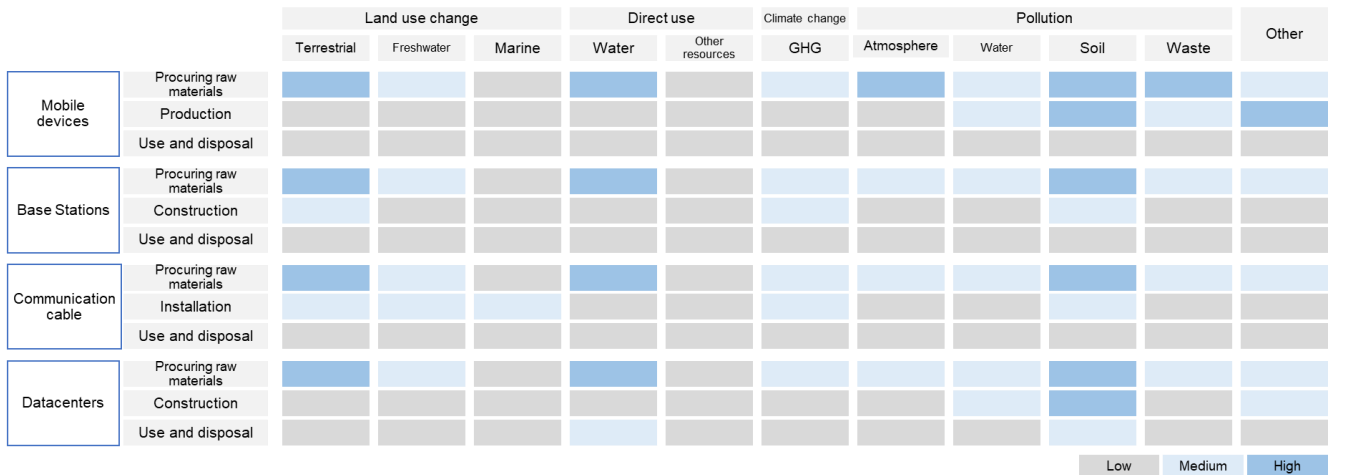 Land use change
Direct use
Climate change
Pollution
Other
Terrestrial
Freshwater
Marine
Water
Other
resources
GHG
Atmosphere
Water
Soil
Waste
Mobile
devices
Procuring raw
materials
Production
Use and disposal
Base Stations
Procuring raw
materials
Construction
Use and disposal
Communication
cable
Procuring raw
materials
Installation
Use and disposal
Datacenters
Procuring raw
materials
Construction
Use and disposal
Low
Medium
High